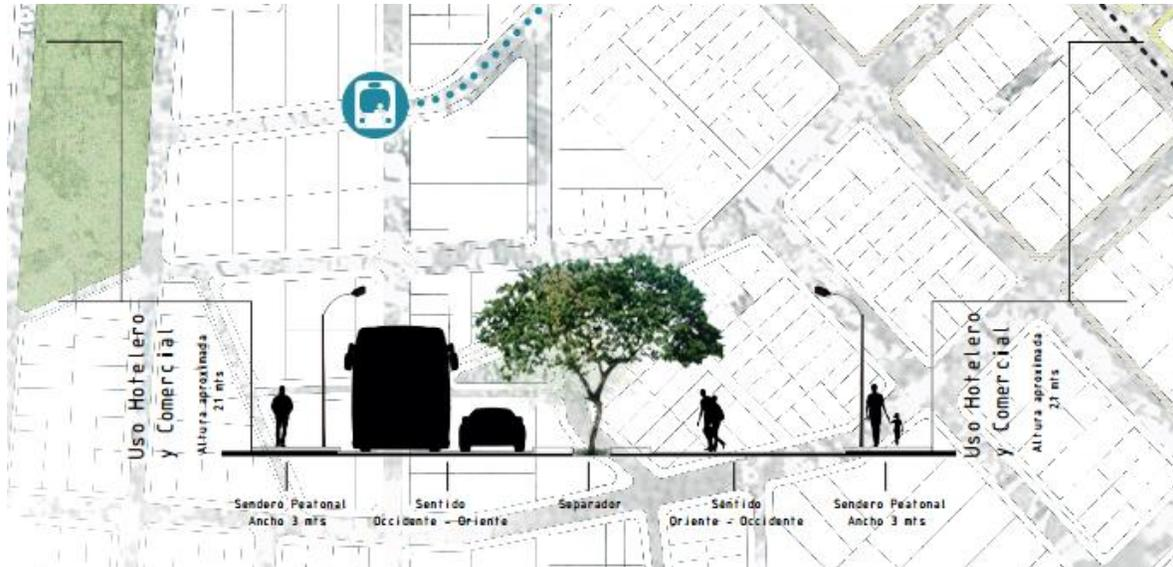 Uso Hotelero
y Comercial
Altura aproximada
21 mts
Uso Hotelero
y Comercial
Altura aproximada
21 mts
Sendero Peatonal
Ancho 3 mts
Sentido
Occidente - Oriente
Separador
Sentido
Oriente - Occidente
Sendero Peatonal
Ancho 3 mts